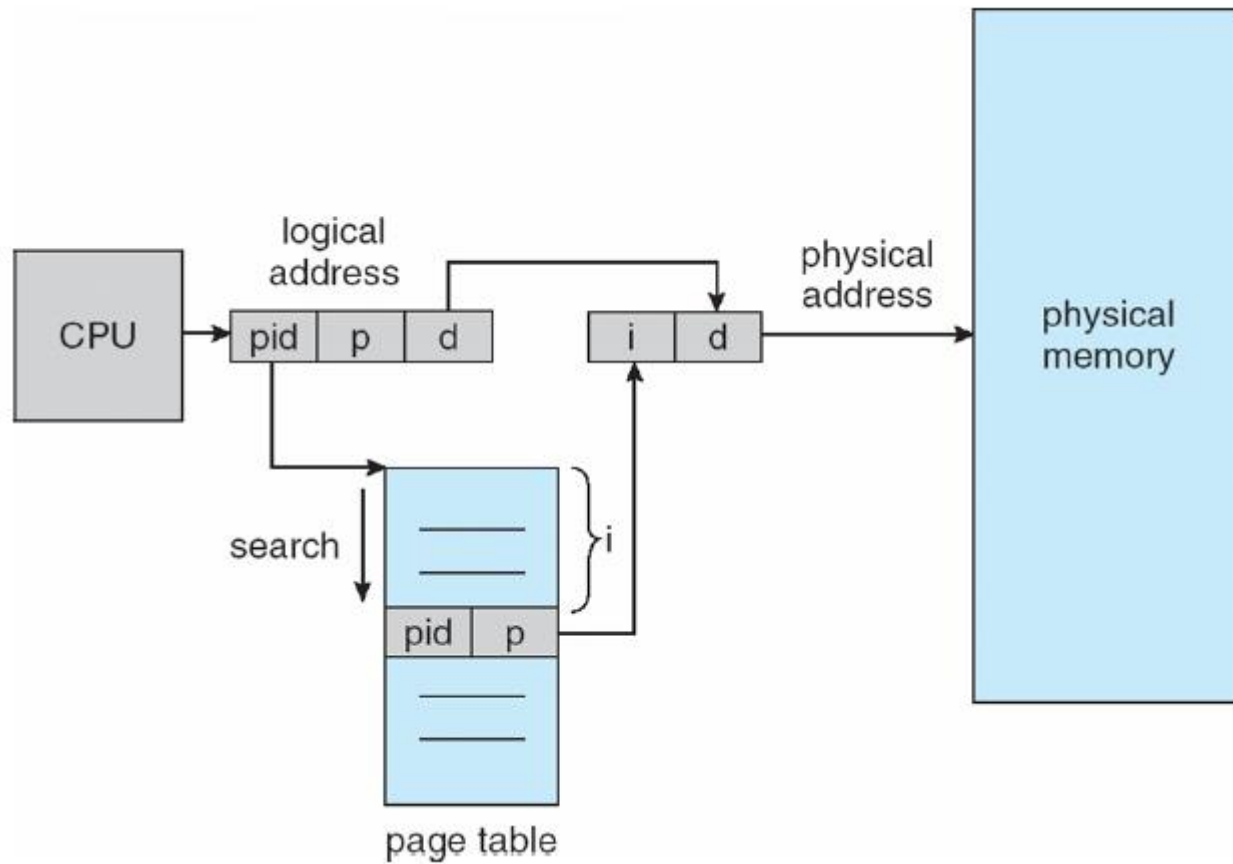 logical
address
physical
address
CPU
pid p d
i d
physical
memory
search
i
pid p
page table